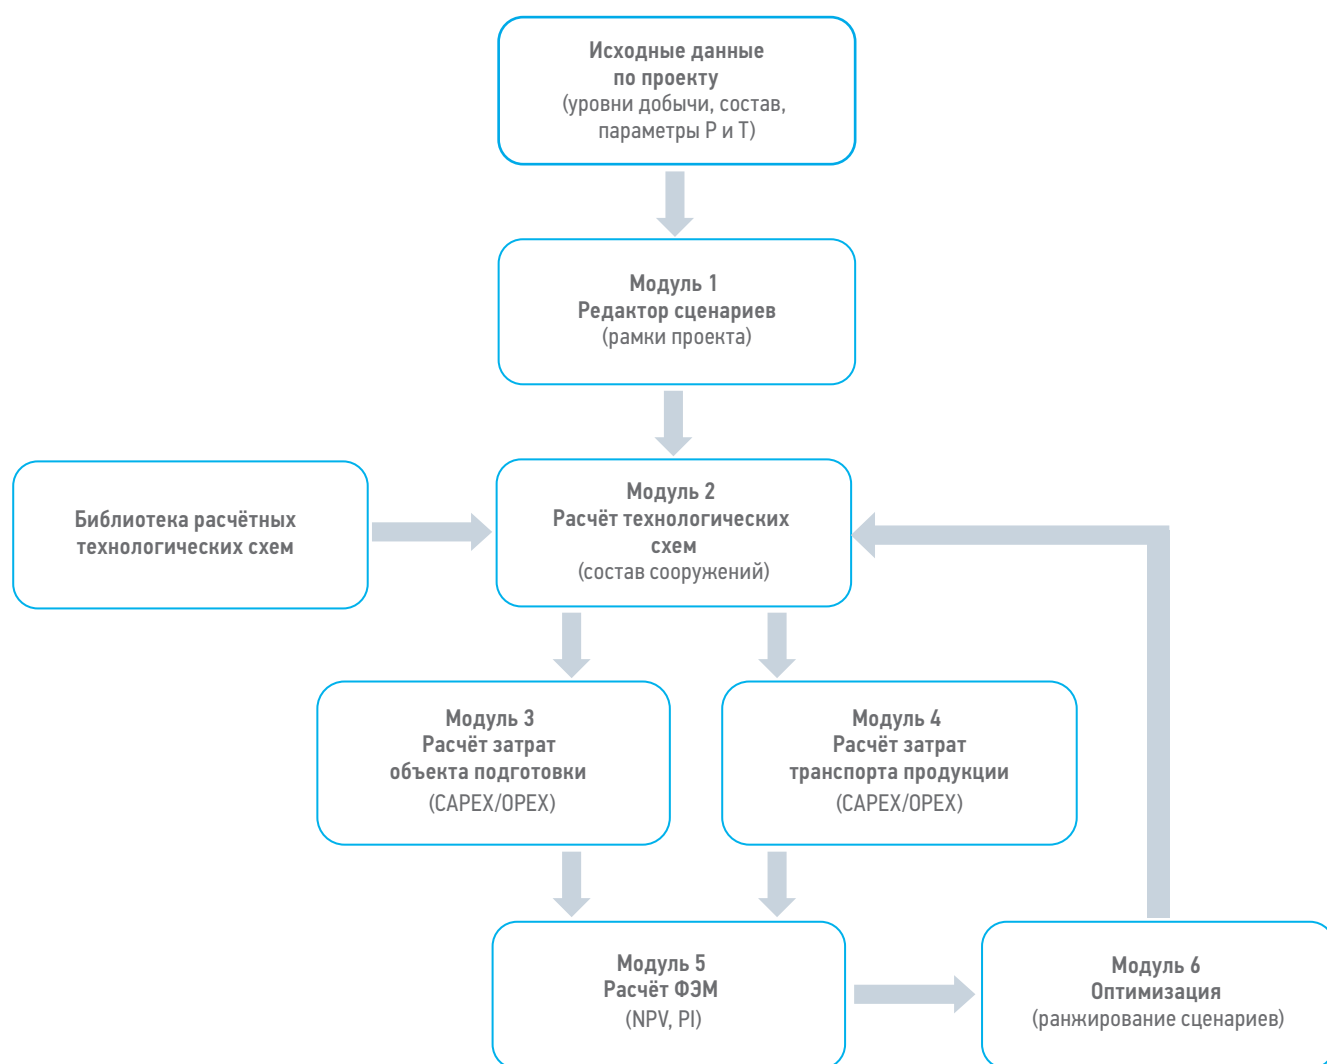 Исходные данные
по проекту
(уровни добычи, состав,
параметры P и T)
Модуль 1
Редактор сценариев
(рамки проекта)
Библиотека расчётных
технологических схем
Модуль 2
Расчёт технологических
схем
(состав сооружений)
Модуль 3
Расчёт затрат
объекта подготовки
(CAPEX/OPEX)
Модуль 4
Расчёт затрат
транспорта продукции
(CAPEX/OPEX)
Модуль 5
Расчёт ФЭМ
(NPV, PI)
Модуль 6
Оптимизация
(ранжирование сценариев)